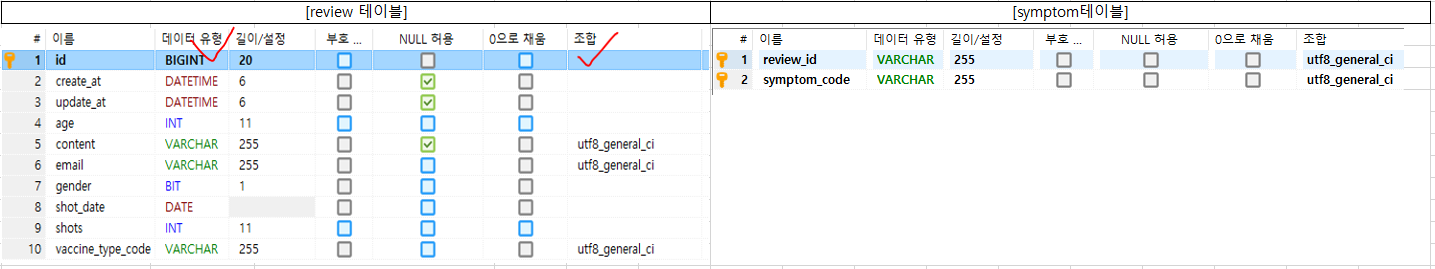 [review 테이블] [symptom테이블]
# 이름 데이터 유형 길이/설정 부호 ... NULL 허용 0으로 채움 조합
1 id BIGINT 20
2 create_at DATETIME 6
3 update_at DATETIME 6
4 age INT 11
5 content VARCHAR 255 utf8_general_ci
6 email VARCHAR 255 utf8_general_ci
7 gender BIT 1
8 shot_date DATE
9 shots INT 11
10 vaccine_type_code VARCHAR 255 utf8_general_ci
# 이름 데이터 유형 길이/설정 부호 ... NULL 허용 0으로 채움 조합
1 review_id VARCHAR 255 utf8_general_ci
2 symptom_code VARCHAR 255 utf8_general_ci